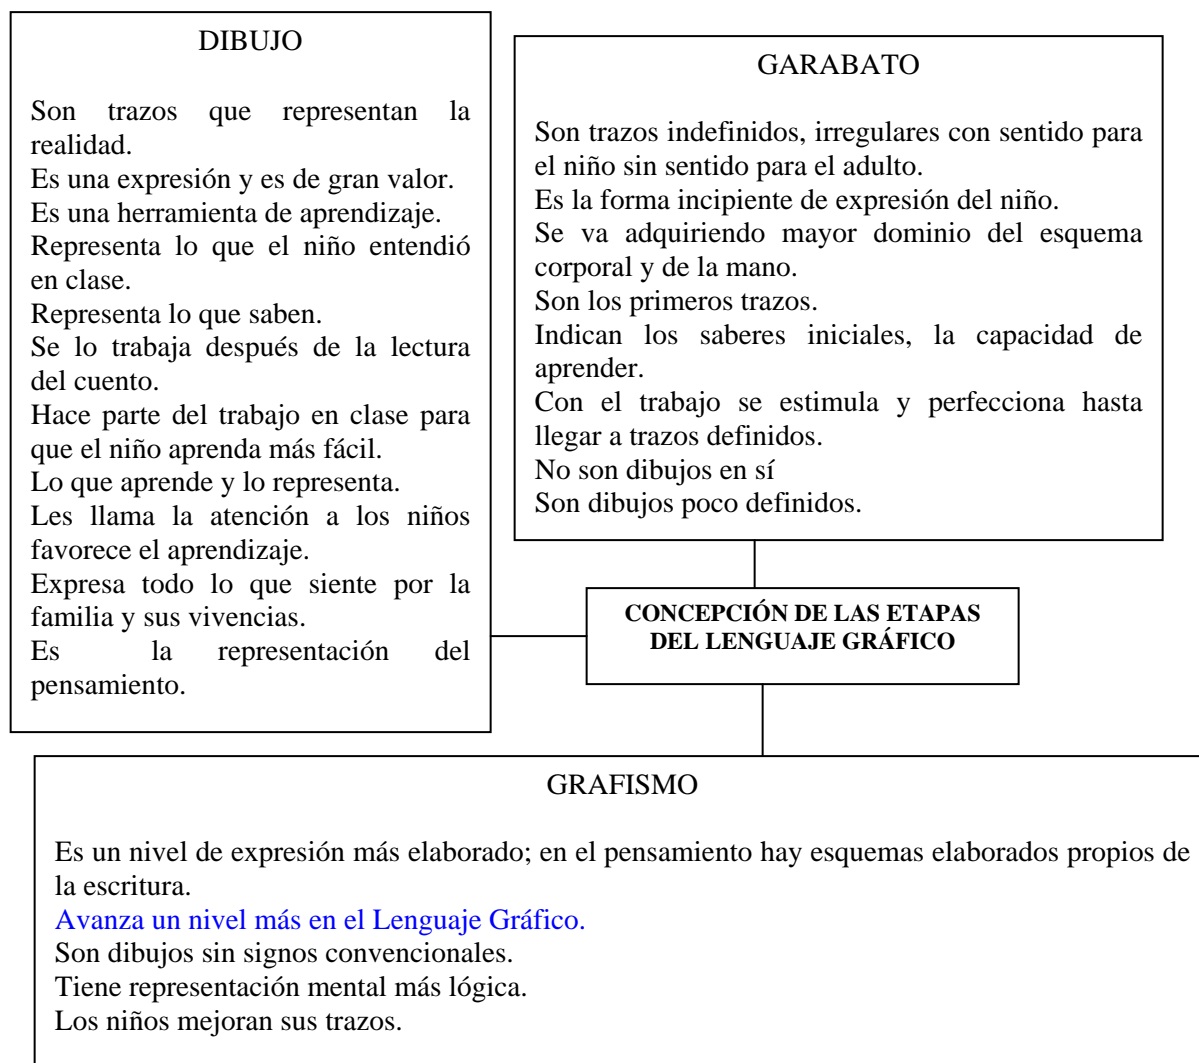 DIBUJO
Son trazos que representan la
realidad.
Es una expresión y es de gran valor.
Es una herramienta de aprendizaje.
Representa lo que el niño entendió
en clase.
Representa lo que saben.
Se lo trabaja después de la lectura
del cuento.
Hace parte del trabajo en clase para
que el niño aprenda más fácil.
Lo que aprende y lo representa.
Les llama la atención a los niños
favorece el aprendizaje.
Expresa todo lo que siente por la
familia y sus vivencias.
Es la representación del
pensamiento.
GARABATO
Son trazos indefinidos, irregulares con sentido para
el niño sin sentido para el adulto.
Es la forma incipiente de expresión del niño.
Se va adquiriendo mayor dominio del esquema
corporal y de la mano.
Son los primeros trazos.
Indican los saberes iniciales, la capacidad de
aprender.
Con el trabajo se estimula y perfecciona hasta
llegar a trazos definidos.
No son dibujos en sí
Son dibujos poco definidos.
CONCEPCIÓN DE LAS ETAPAS
DEL LENGUAJE GRÁFICO
GRAFISMO
Es un nivel de expresión más elaborado; en el pensamiento hay esquemas elaborados propios de
la escritura.
Avanza un nivel más en el Lenguaje Gráfico.
Son dibujos sin signos convencionales.
Tiene representación mental más lógica.
Los niños mejoran sus trazos.